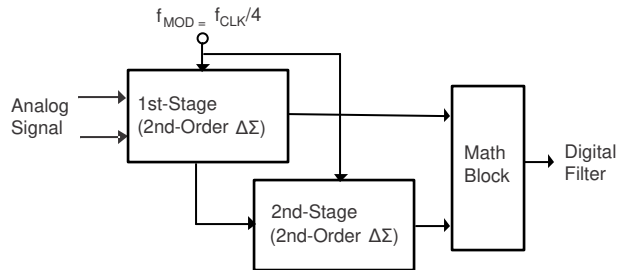 f_MOD = f_CLK/4
Analog
Signal
1st-Stage
(2nd-Order ΔΣ)
Math
Block
Digital
Filter
2nd-Stage
(2nd-Order ΔΣ)